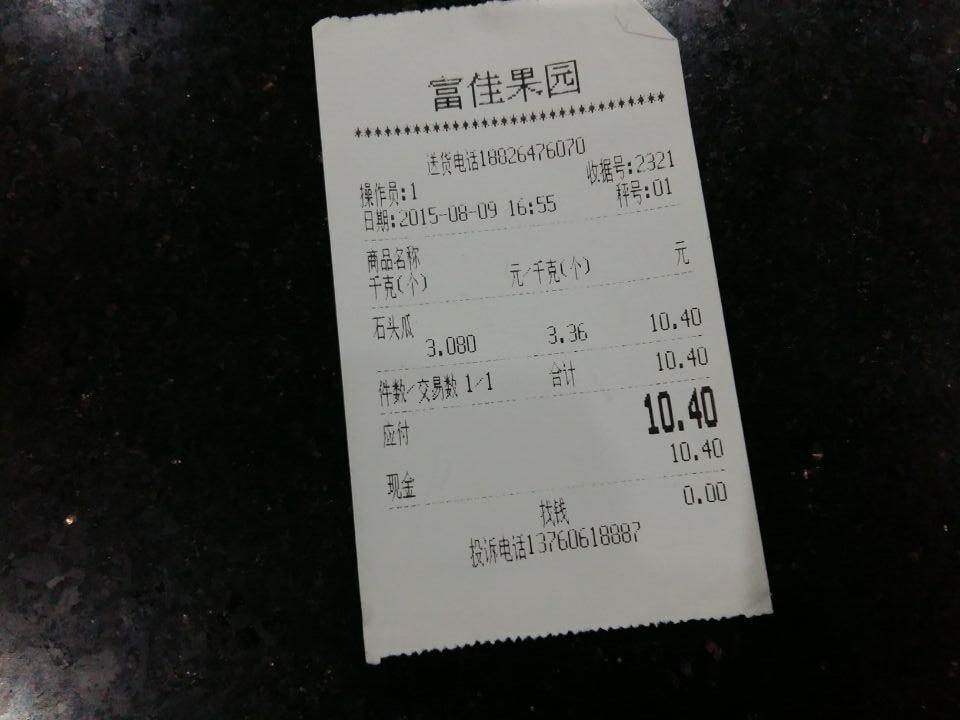 富佳果园
****************************************
送货电话18826476070
操作员:1 收据号:2321
日期:2015-08-09 16:55 秤号:01
商品名称
千克(个) 元/千克(个) 元
石头瓜
3.080 3.36 10.40
件数/交易数 1/1 合计 10.40
应付 10.40
现金 10.40
找钱 0.00
投诉电话13760618887